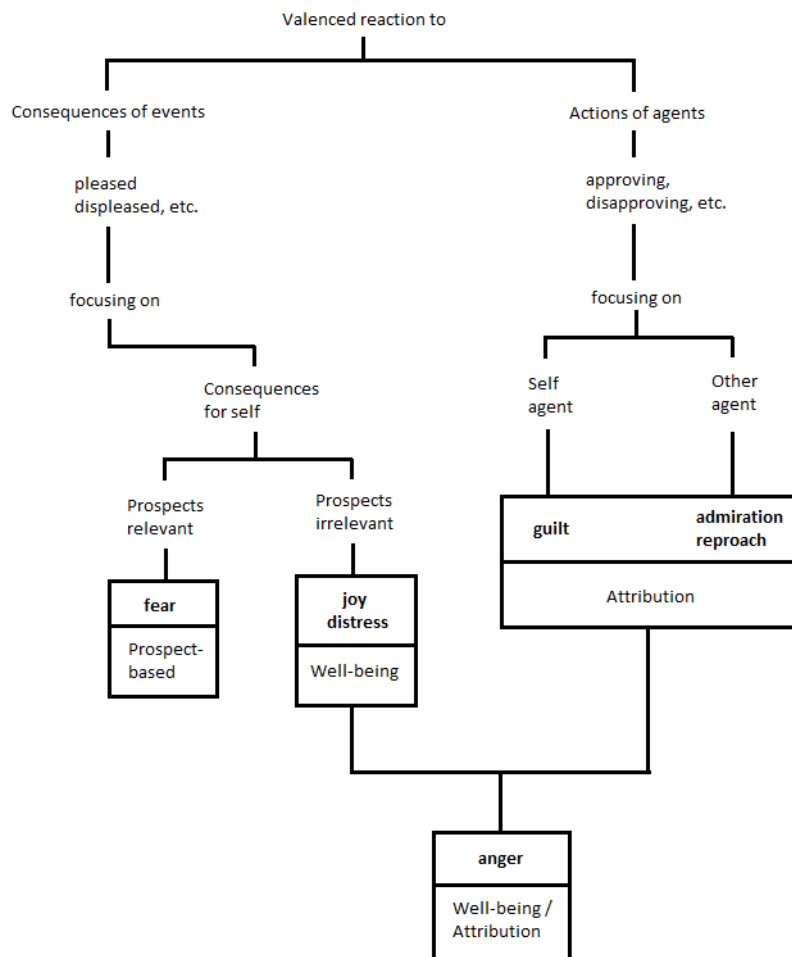 Valenced reaction to
Consequences of events
Actions of agents
pleased
displeased, etc.
approving,
disapproving, etc.
focusing on
focusing on
Consequences
for self
Self
agent
Other
agent
Prospects
relevant
Prospects
irrelevant
guilt
admiration
reproach
Attribution
fear
Prospect-
based
joy
distress
Well-being
anger
Well-being /
Attribution